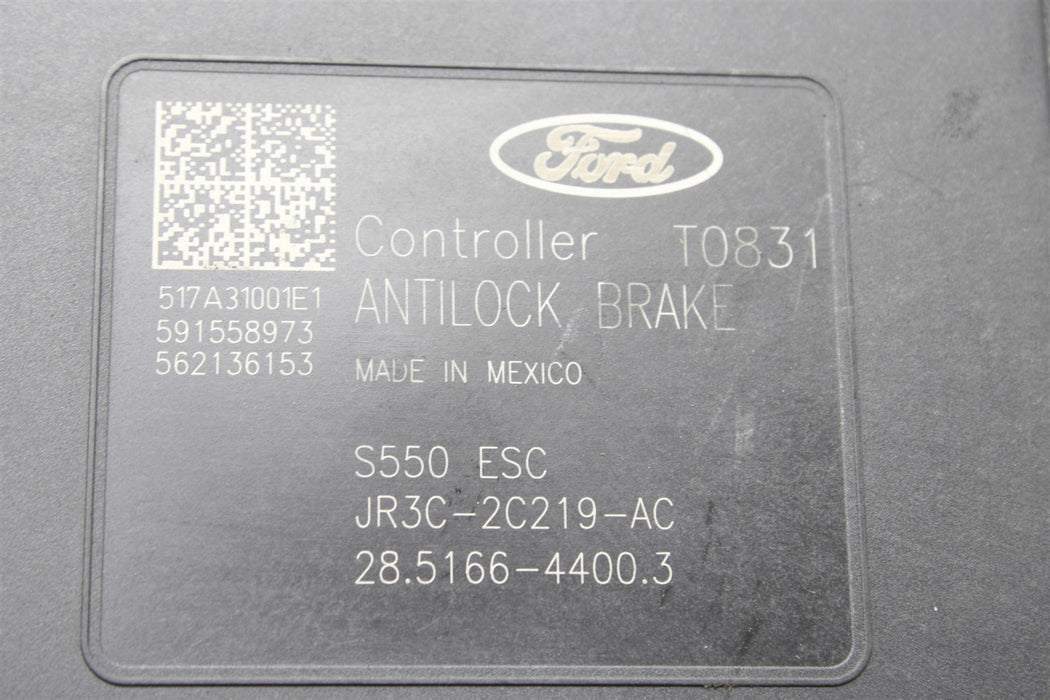 Ford
Controller T0831
ANTILOCK BRAKE
MADE IN MEXICO
517A31001E1
591558973
562136153
S550 ESC
JR3C-2C219-AC
28.5166-4400.3